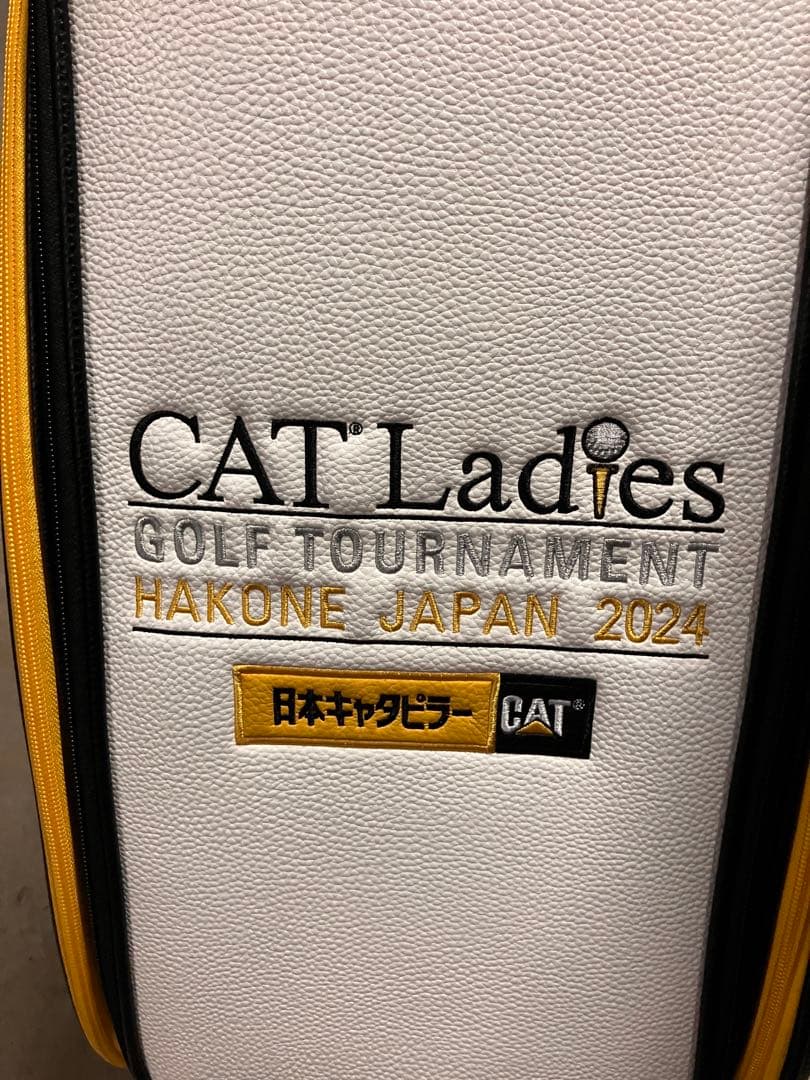 CAT® Ladies
GOLF TOURNAMENT
HAKONE JAPAN 2024
日本キャタピラー CAT®